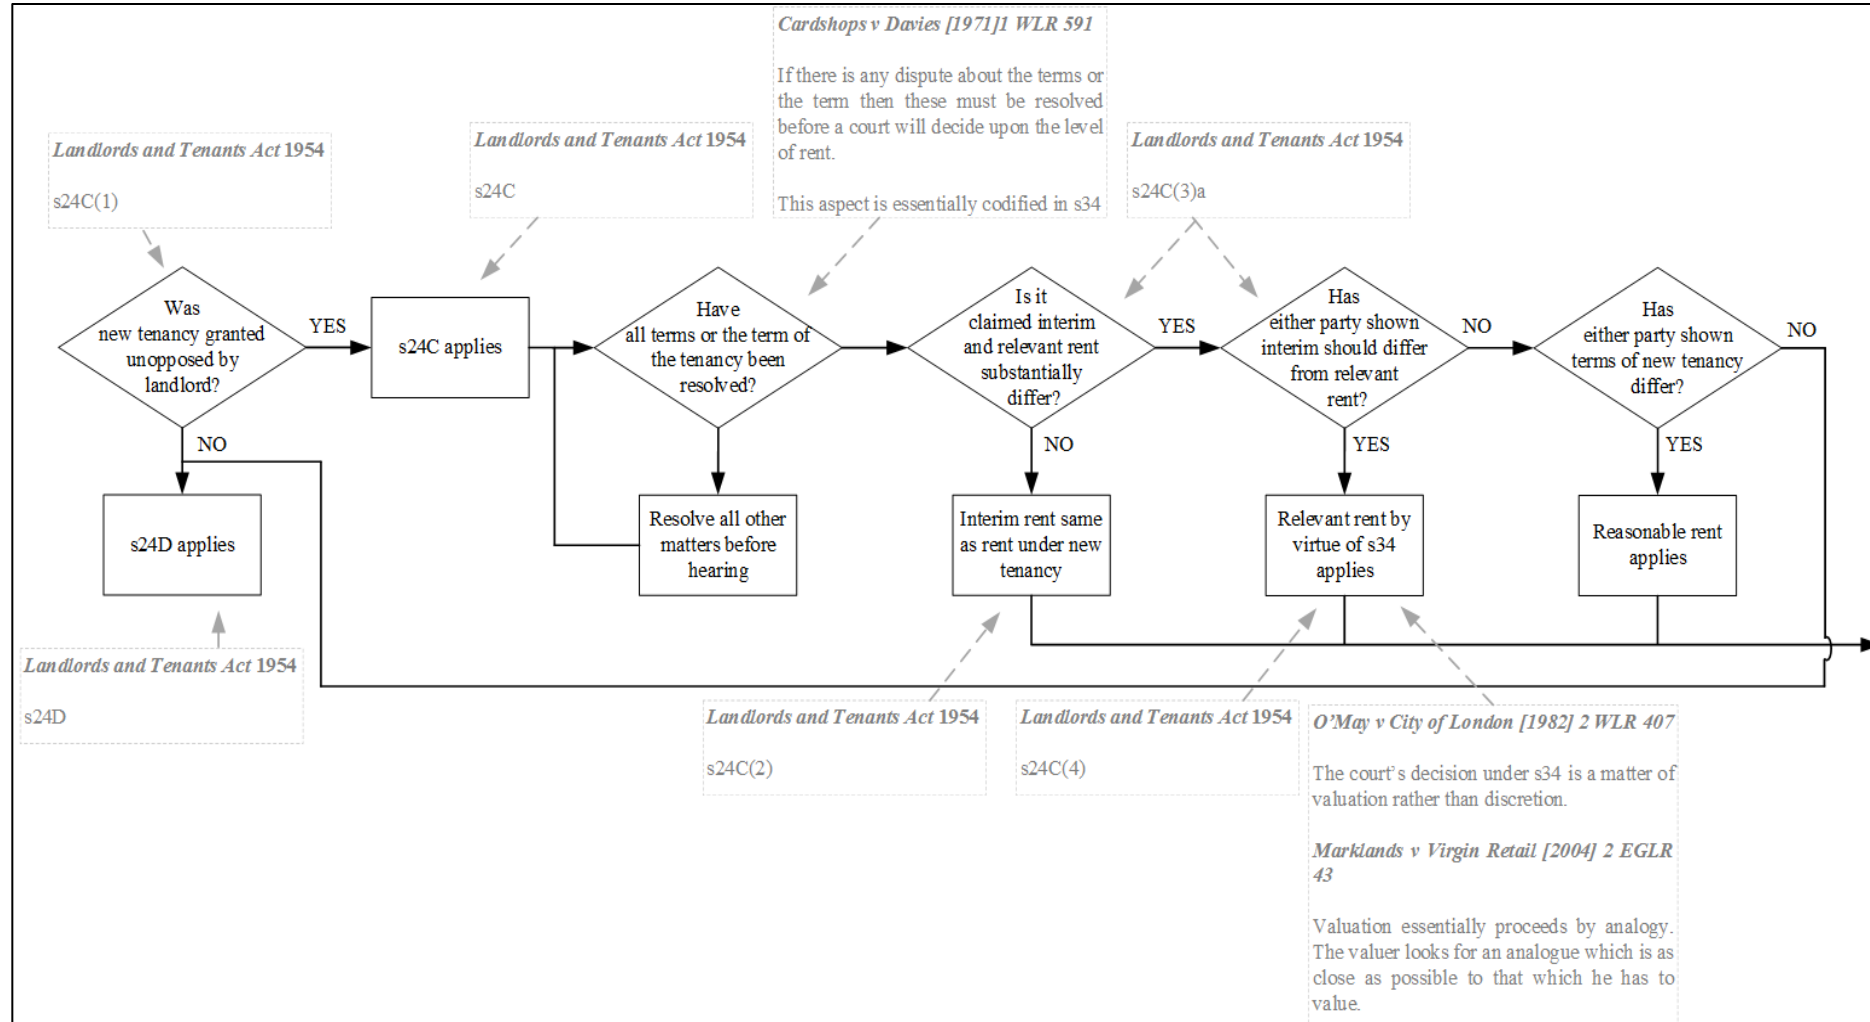 Cardshops v Davies [1971]1 WLR 591
If there is any dispute about the terms or
the term then these must be resolved
before a court will decide upon the level
of rent.
This aspect is essentially codified in s34
Landlords and Tenants Act 1954
s24C(1)
Landlords and Tenants Act 1954
s24C
Landlords and Tenants Act 1954
s24C(3)a
Was
new tenancy granted
unopposed by
landlord?
YES
NO
s24C applies
Have
all terms or the term of
the tenancy been
resolved?
Is it
claimed interim
and relevant rent
substantially
differ?
YES
NO
Has
either party shown
interim should differ
from relevant
rent?
NO
YES
Has
either party shown
terms of new tenancy
differ?
NO
YES
s24D applies
Resolve all other
matters before
hearing
Interim rent same
as rent under new
tenancy
Relevant rent by
virtue of s34
applies
Reasonable rent
applies
Landlords and Tenants Act 1954
s24D
Landlords and Tenants Act 1954
s24C(2)
Landlords and Tenants Act 1954
s24C(4)
O'May v City of London [1982] 2 WLR 407
The court's decision under s34 is a matter of
valuation rather than discretion.
Marklands v Virgin Retail [2004] 2 EGLR
43
Valuation essentially proceeds by analogy.
The valuer looks for an analogue which is as
close as possible to that which he has to
value.